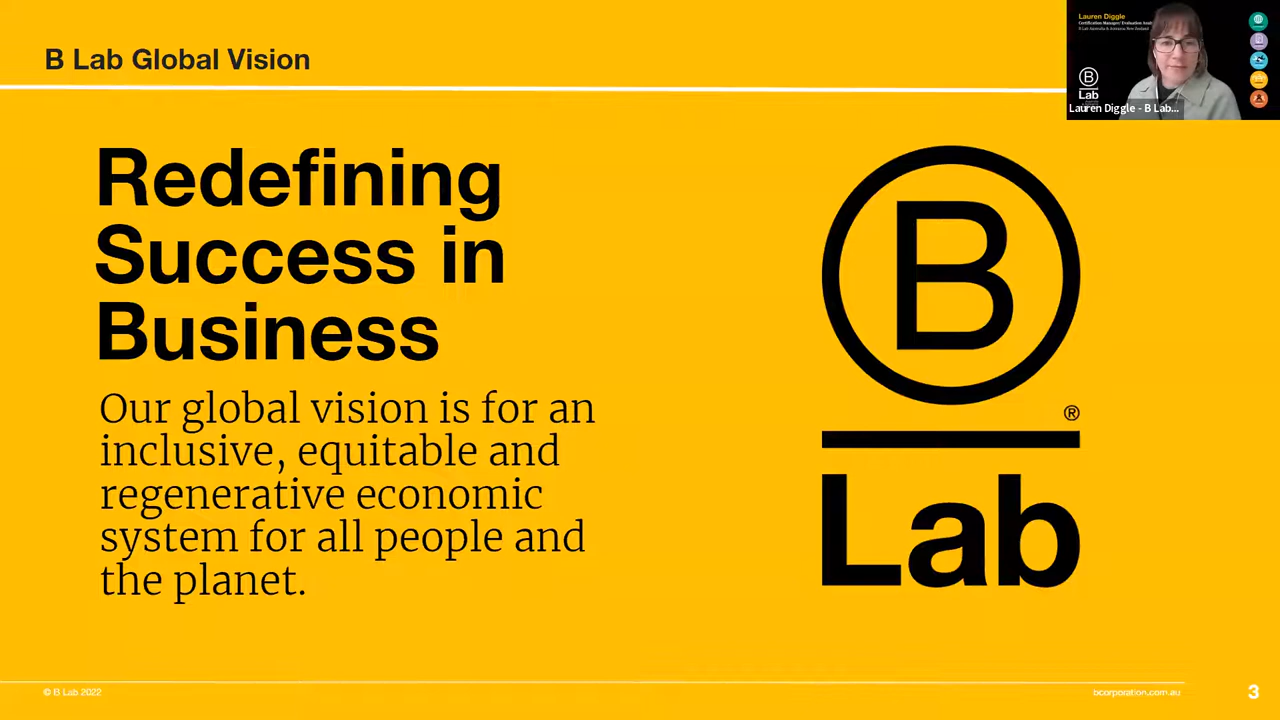 B Lab Global Vision
Lauren Diggle
B
Lab
Lauren Diggle - B Lab...
Redefining
Success in
Business
Our global vision is for an
inclusive, equitable and
regenerative economic
system for all people and
the planet.
B
®
Lab
© B Lab 2022
bcorporation.com.au
3